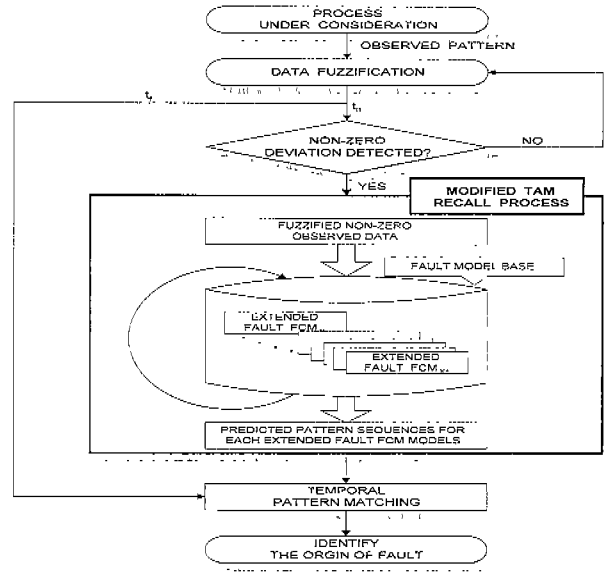 PROCESS
UNDER CONSIDERATION
OBSERVED PATTERN
DATA FUZZIFICATION
NON-ZERO
DEVIATION DETECTED?
NO
YES
MODIFIED TAM
RECALL PROCESS
FUZZIFIED NON-ZERO
OBSERVED DATA
FAULT MODEL BASE
EXTENDED
FAULT FCM
EXTENDED
FAULT FCM
PREDICTED PATTERN SEQUENCES FOR
EACH EXTENDED FAULT FCM MODELS
TEMPORAL
PATTERN MATCHING
IDENTIFY
THE ORGIN OF FAULT